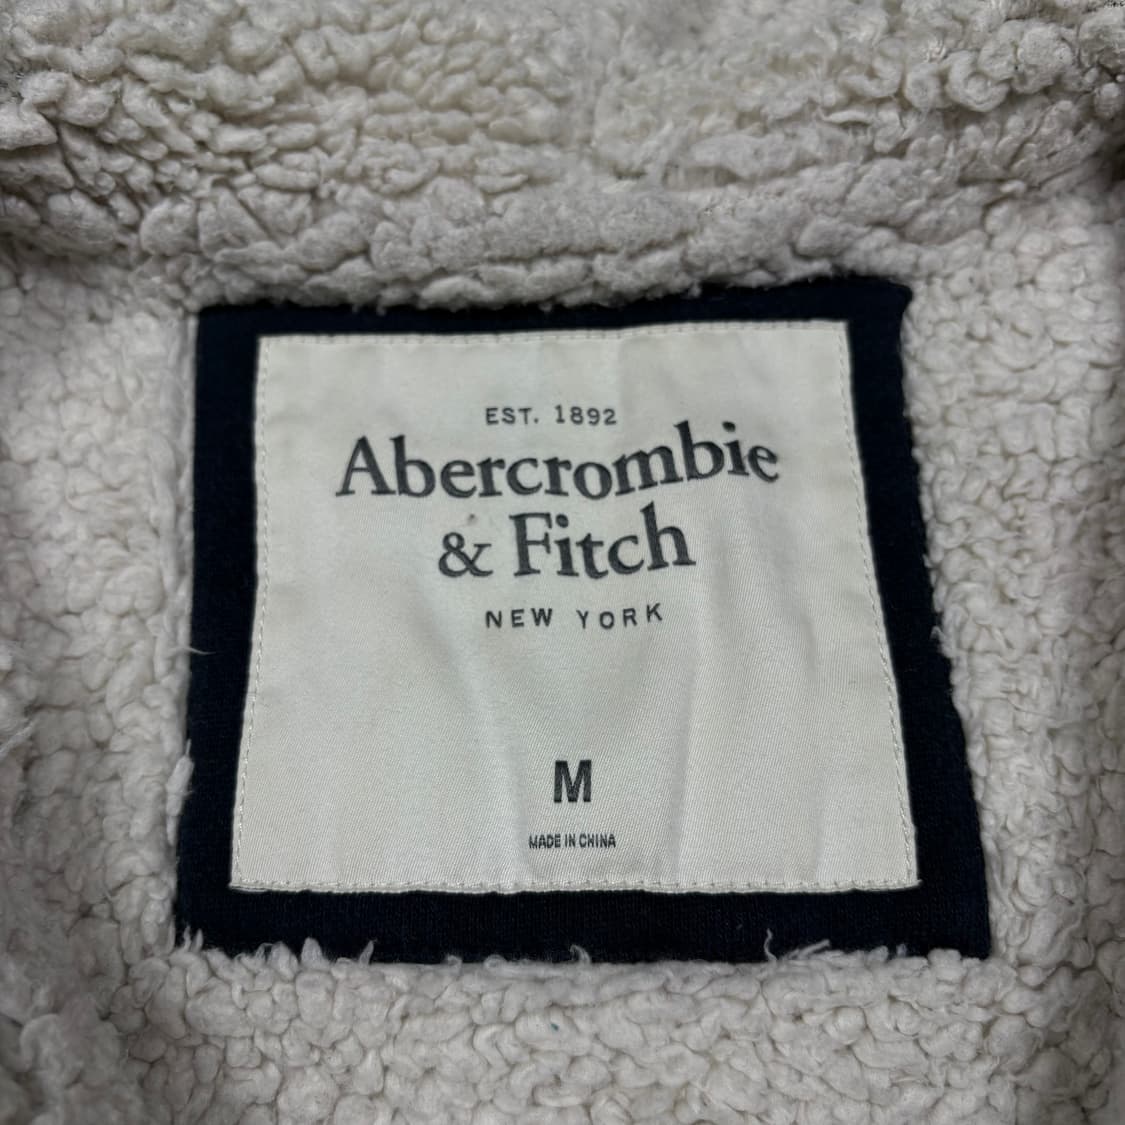 EST. 1892
Abercrombie
& Fitch
NEW YORK
M
MADE IN CHINA